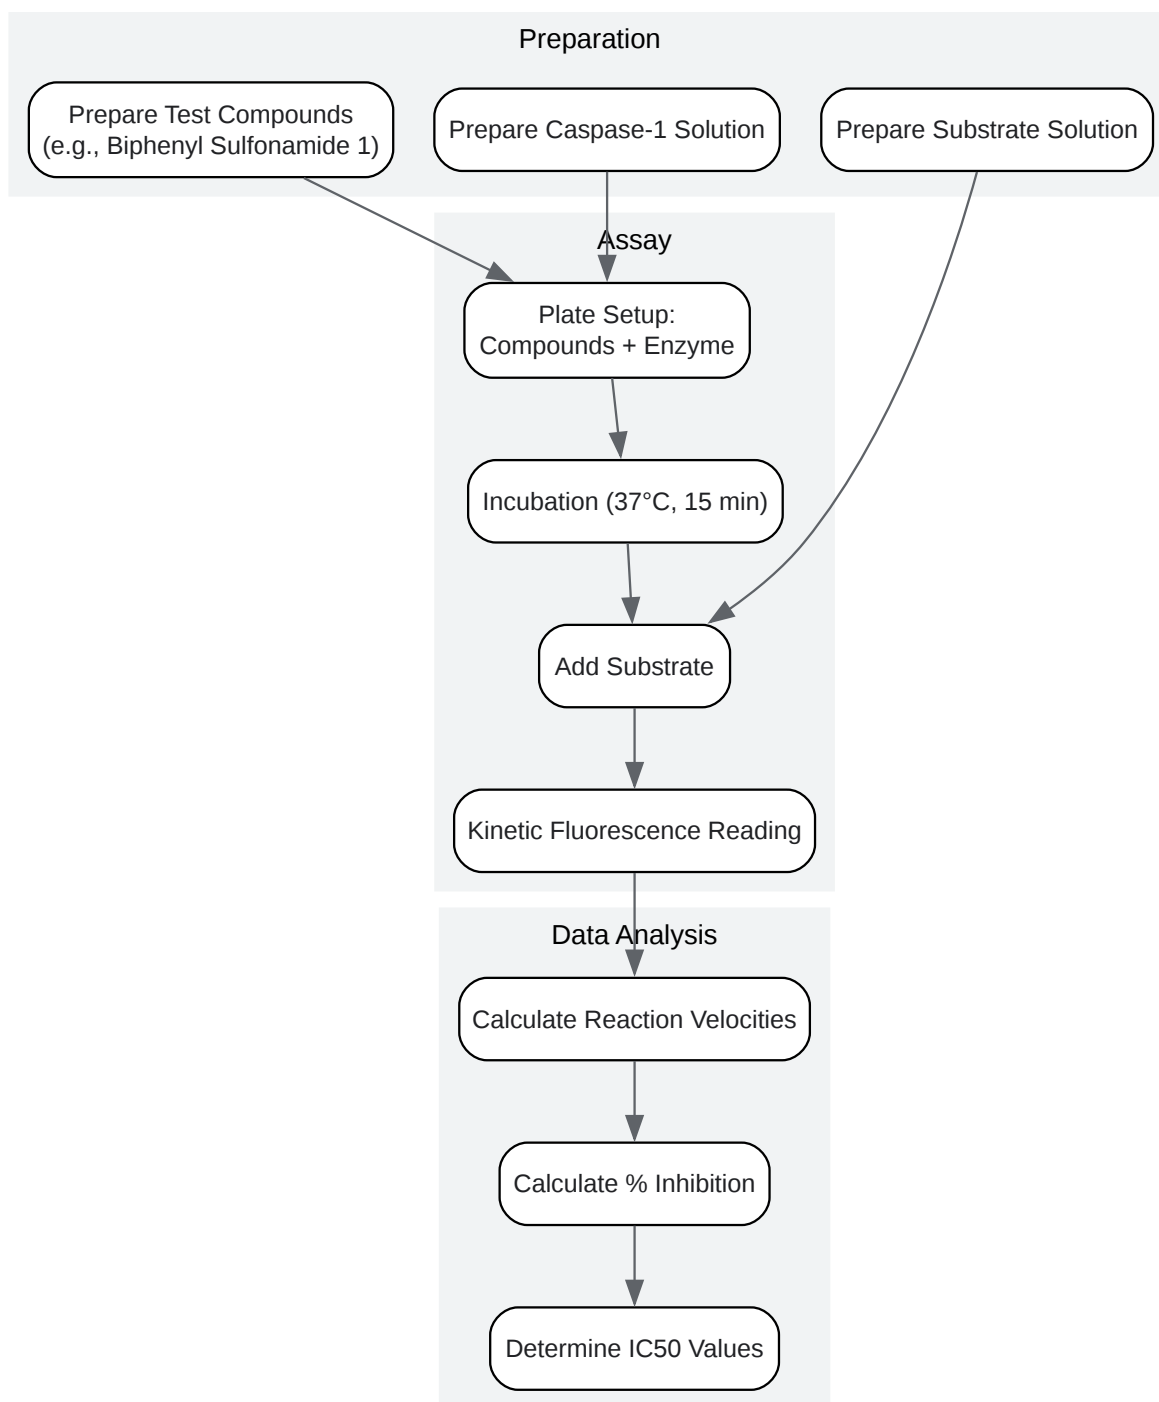 Preparation
Prepare Test Compounds
(e.g., Biphenyl Sulfonamide 1)
Prepare Caspase-1 Solution
Prepare Substrate Solution
Assay
Plate Setup:
Compounds + Enzyme
Incubation (37°C, 15 min)
Add Substrate
Kinetic Fluorescence Reading
Data Analysis
Calculate Reaction Velocities
Calculate % Inhibition
Determine IC50 Values